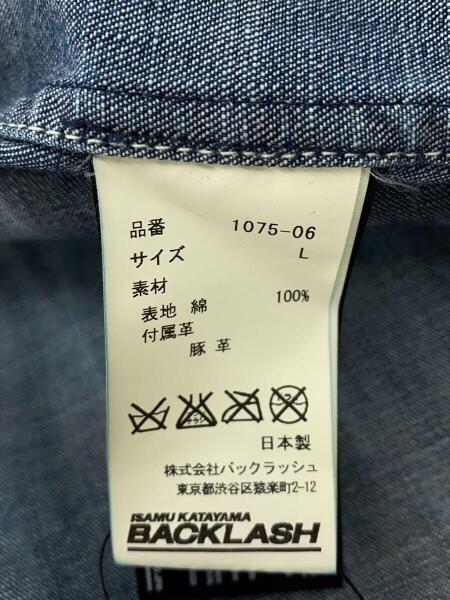 品番 1075-06
サイズ L
素材
表地 綿 100%
付属革
豚 革
日本製
株式会社バックラッシュ
東京都渋谷区猿楽町2-12
ISAMU KATAYAMA
BACKLASH